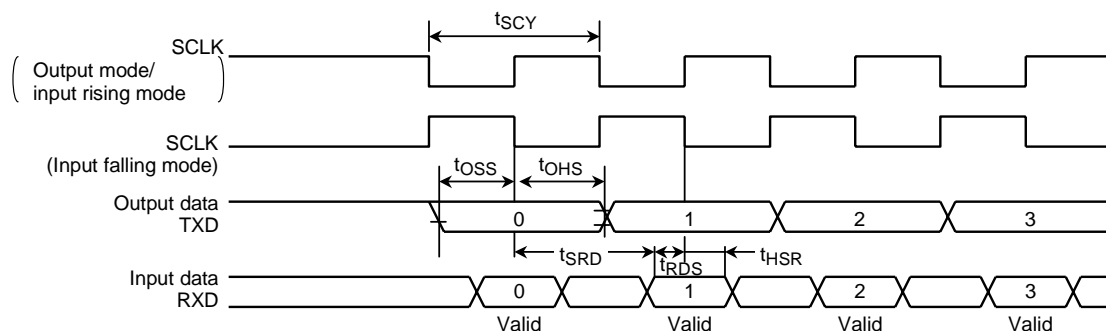 tSCY
SCLK
Output mode/
input rising mode
SCLK
(Input falling mode)
tOSS
tOHS
Output data
TXD
0
1
2
3
tSRD
tRDS
tHSR
Input data
RXD
0
1
2
3
Valid
Valid
Valid
Valid